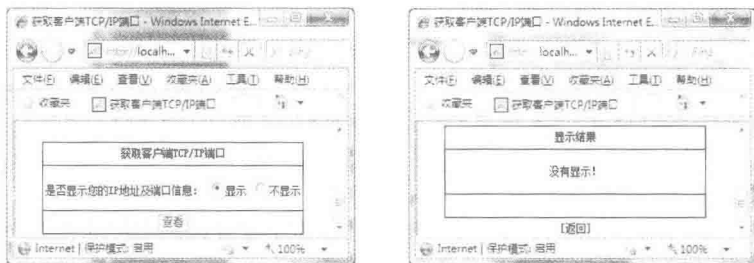 获取客户端TCP/IP端口 - Windows Internet E...
localh...
文件(F) 编辑(E) 查看(V) 收藏夹(A) 工具(T) 帮助(H)
收藏夹 获取客户端TCP/IP端口
获取客户端TCP/IP端口
是否显示您的IP地址及端口信息： 显示 不显示
查看
Internet | 保护模式: 启用 100%
获取客户端TCP/IP端口 - Windows Internet E...
localh...
文件(F) 编辑(E) 查看(V) 收藏夹(A) 工具(T) 帮助(H)
收藏夹 获取客户端TCP/IP端口
显示结果
没有显示！
[返回]
Internet | 保护模式: 启用 100%